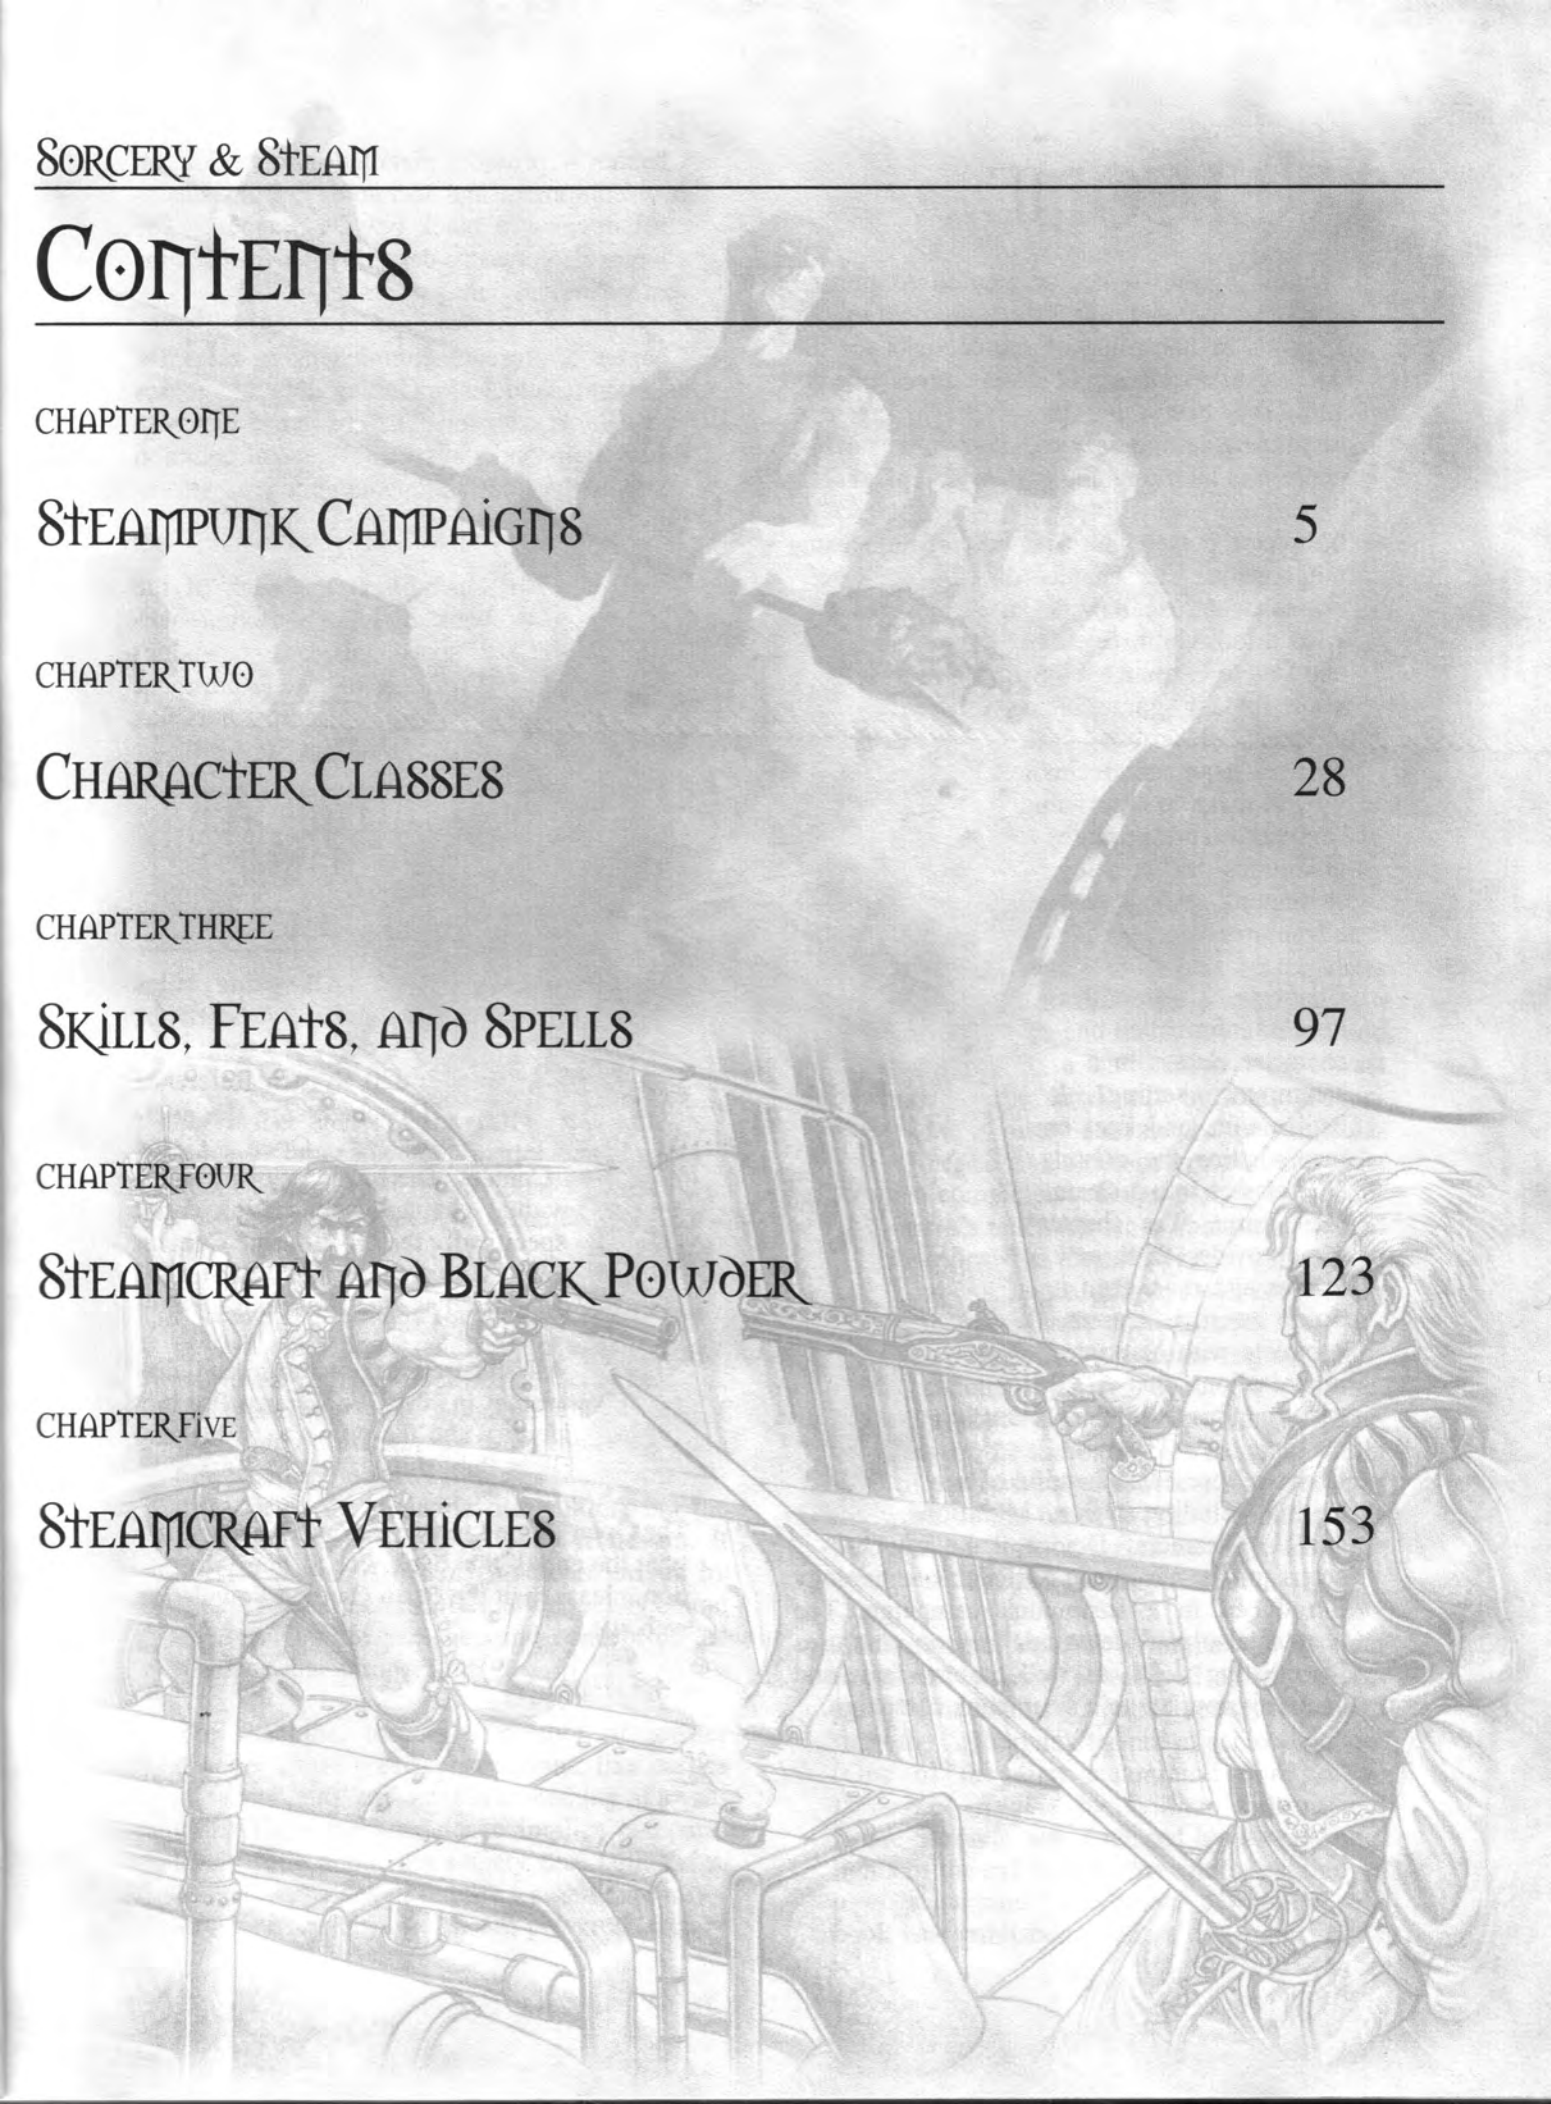 Sorcery & Steam
Contents
Chapter One
Steampunk Campaigns 5
Chapter Two
Character Classes 28
Chapter Three
Skills, Feats, and Spells 97
Chapter Four
Steamcraft and Black Powder 123
Chapter Five
Steamcraft Vehicles 153